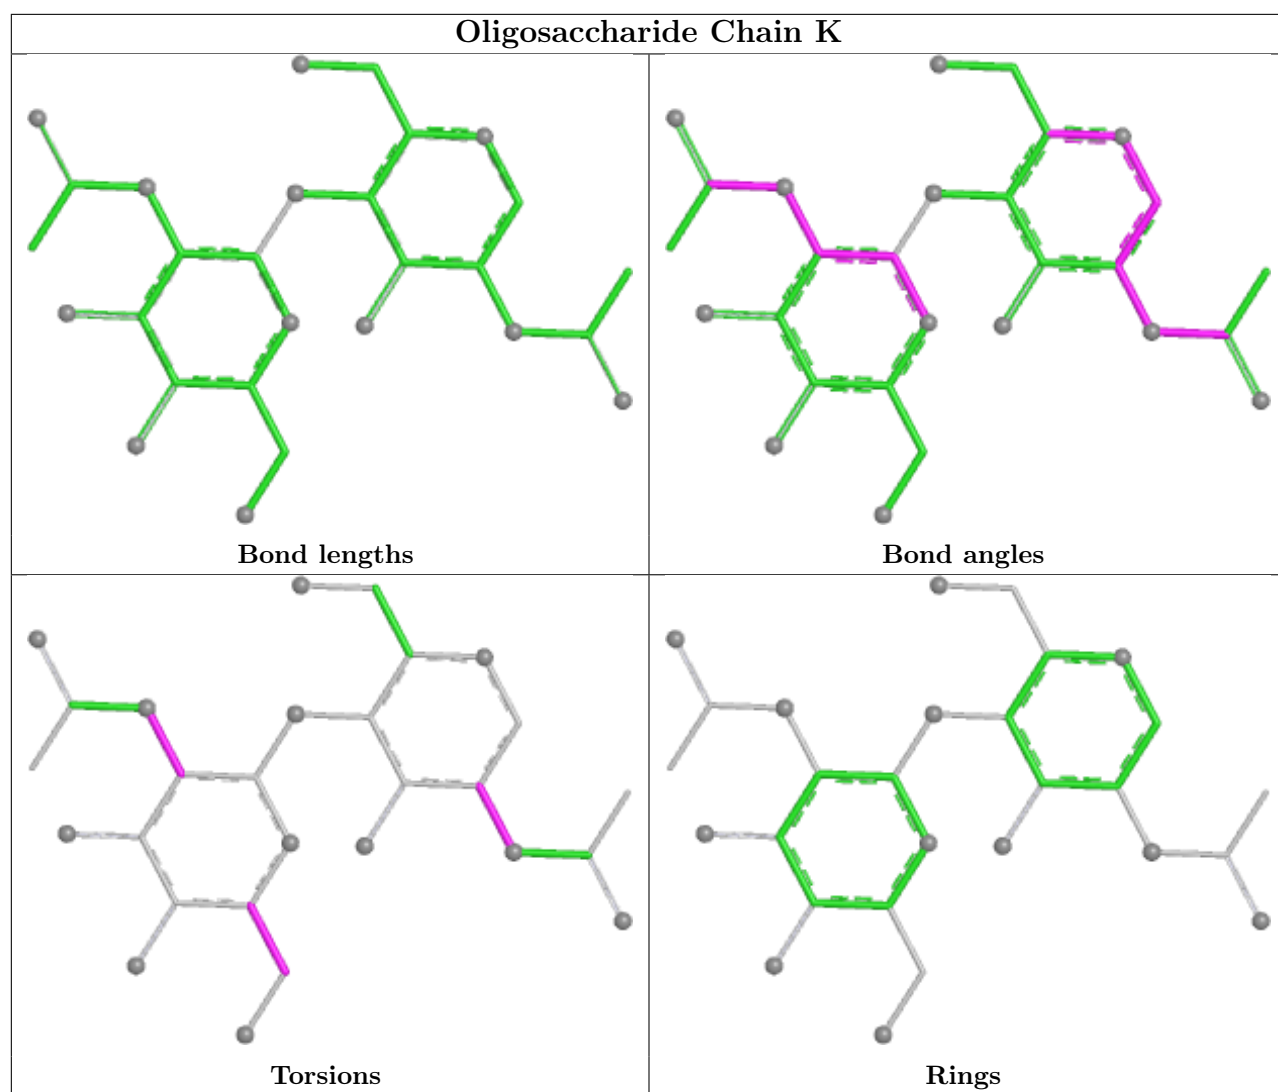 Oligosaccharide Chain K
Bond lengths
Bond angles
Torsions
Rings